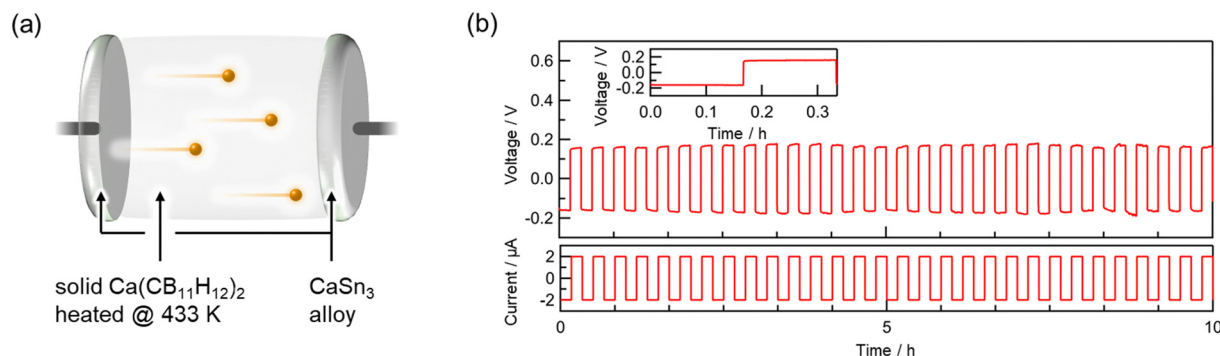 (a)
solid Ca(CB₁₁H₁₂)₂
heated @ 433 K
CaSn₃
alloy
(b)
Voltage / V
0.6
0.4
0.2
0.0
-0.2
Voltage / V
0.2
0.0
-0.2
0.0 0.1 0.2 0.3
Time / h
Current / µA
2
0
-2
0 5 10
Time / h